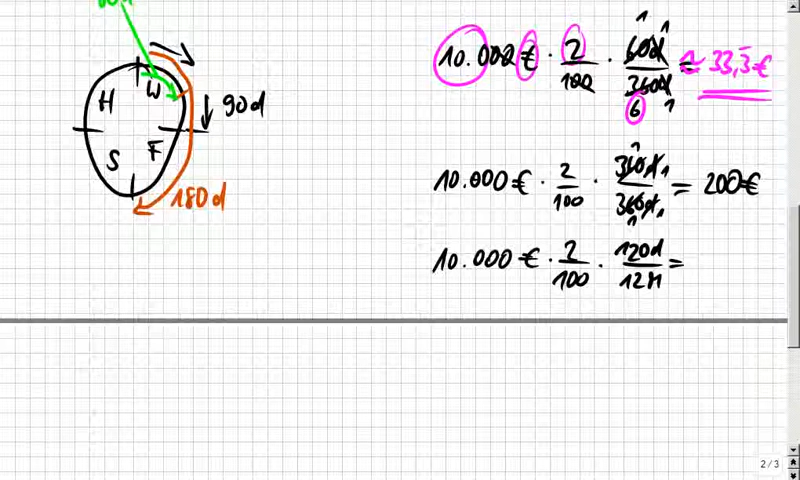 10.000€ · 2/100 · 60d/360d ≈ 33,3€
6
H W
90d
S F
10.000€ · 2/100 · 360d/360d = 200€
180d
10.000€ · 2/100 · 120d/12M =
2/3